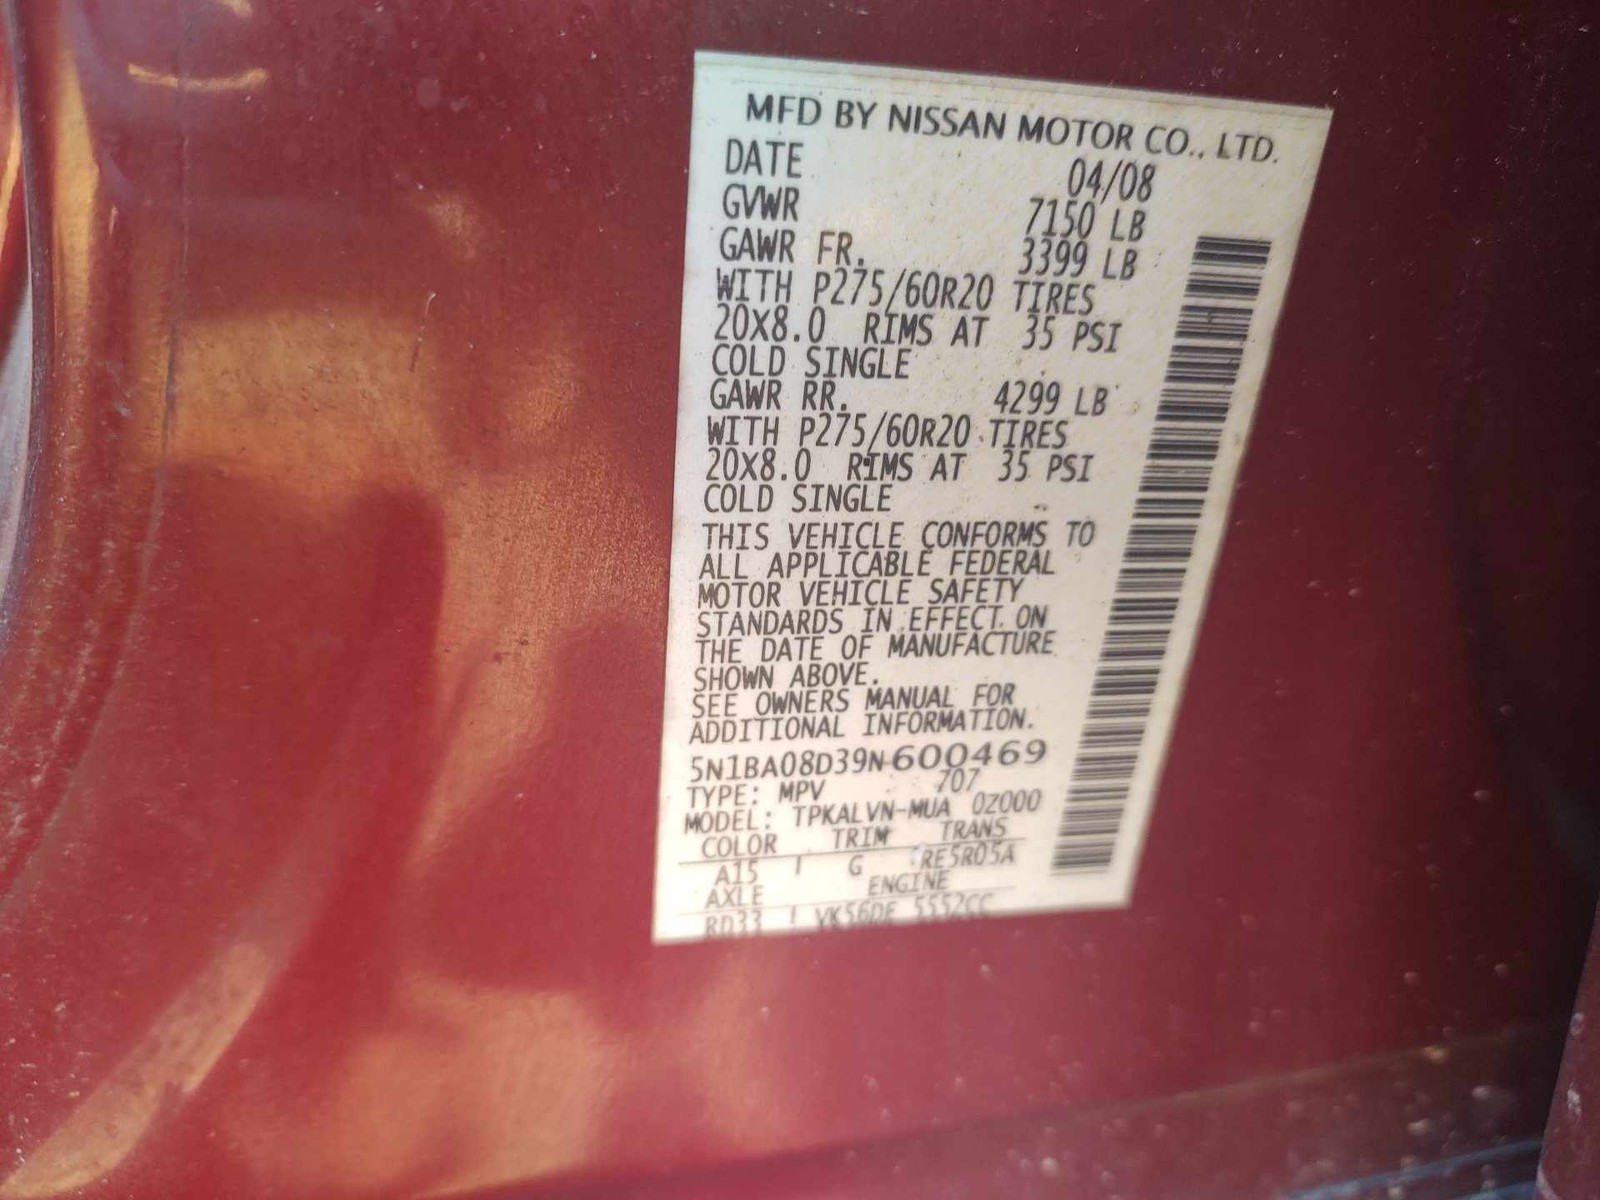 MFD BY NISSAN MOTOR CO., LTD.
DATE 04/08
GVWR 7150 LB
GAWR FR. 3399 LB
WITH P275/60R20 TIRES
20X8.0 RIMS AT 35 PSI
COLD SINGLE
GAWR RR. 4299 LB
WITH P275/60R20 TIRES
20X8.0 RIMS AT 35 PSI
COLD SINGLE
THIS VEHICLE CONFORMS TO
ALL APPLICABLE FEDERAL
MOTOR VEHICLE SAFETY
STANDARDS IN EFFECT ON
THE DATE OF MANUFACTURE
SHOWN ABOVE.
SEE OWNERS MANUAL FOR
ADDITIONAL INFORMATION.
5N1BA08D39N600469
TYPE: MPV 707
MODEL: TPKALVN-MUA 0Z000
COLOR TRIM TRANS
A15 G RE5R05A
AXLE ENGINE
RD33 VK56DE 5552CC